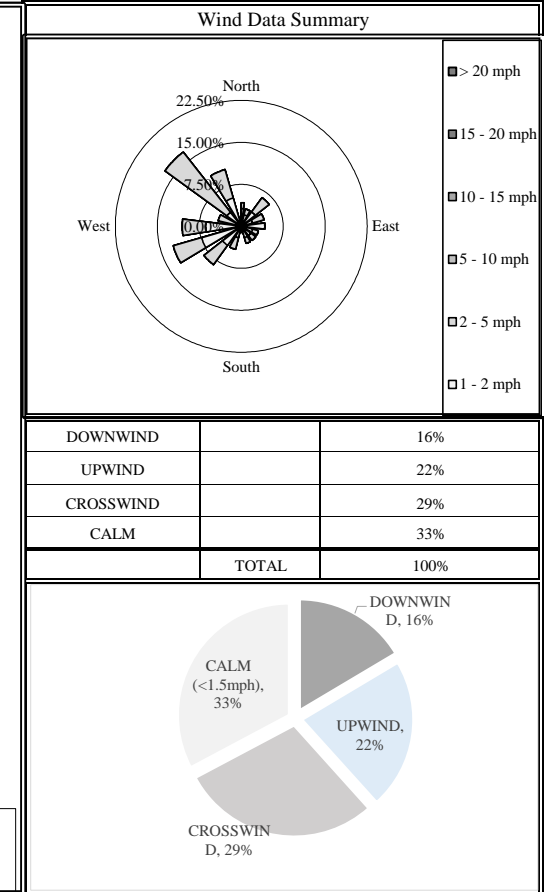 Wind Data Summary
North
22.50%
15.00%
7.50%
0.00%
West
East
South
> 20 mph
15 - 20 mph
10 - 15 mph
5 - 10 mph
2 - 5 mph
1 - 2 mph
DOWNWIND 16%
UPWIND 22%
CROSSWIND 29%
CALM 33%
TOTAL 100%
DOWNWIN
D, 16%
CALM
(<1.5mph),
33%
UPWIND,
22%
CROSSWIN
D, 29%